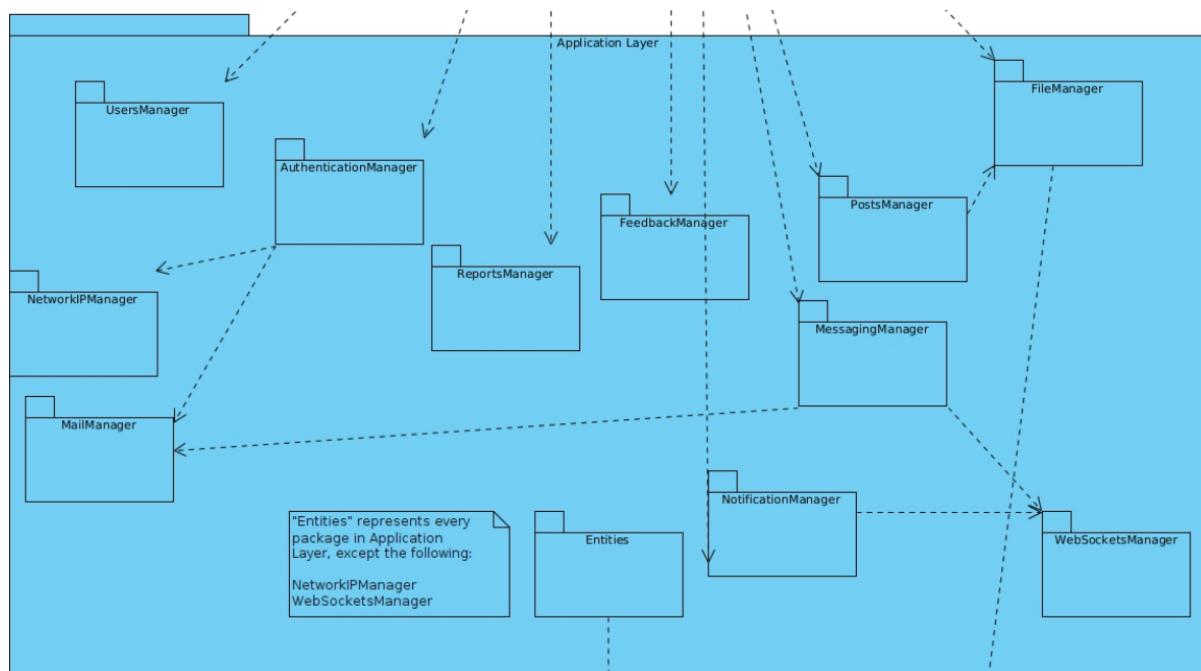 Application Layer
UsersManager
FileManager
AuthenticationManager
PostsManager
FeedbackManager
ReportsManager
NetworkIPManager
MessagingManager
MailManager
NotificationManager
"Entities" represents every
package in Application
Layer, except the following:
NetworkIPManager
WebSocketsManager
Entities
WebSocketsManager